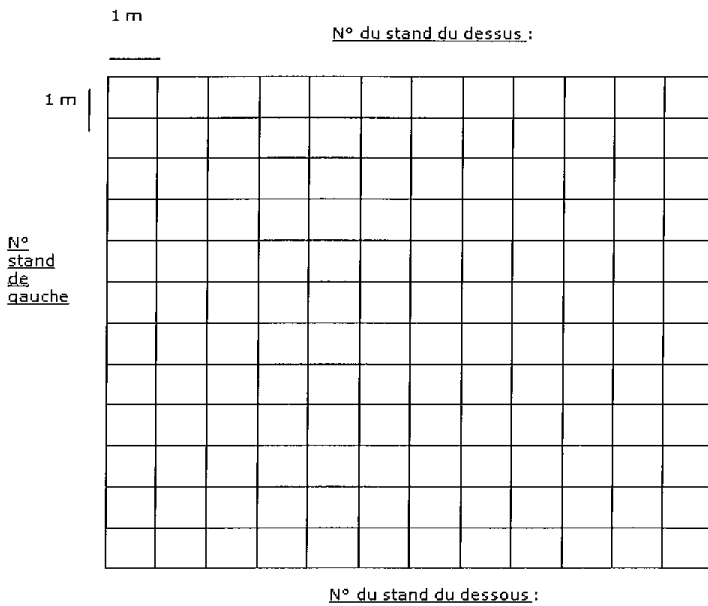 1 m
N° du stand du dessus :
1 m
N°
stand
de
gauche
N° du stand du dessous :